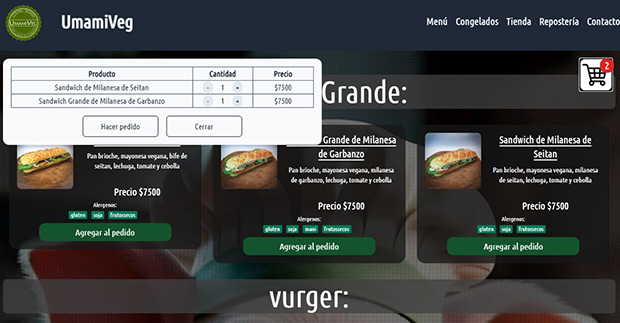 UMAMIVEG
UmamiVeg
Menú Congelados Tienda Repostería Contacto
2
Producto Cantidad Precio
Sandwich de Milanesa de Seitan - 1 + $7500
Sandwich Grande de Milanesa de Garbanzo - 1 + $7500
Hacer pedido Cerrar
Grande:
Pan brioche, mayonesa vegana, bife de
seitan, lechuga, tomate y cebolla
Precio $7500
Alergenos:
gluten soja frutossecos
Agregar al pedido
Grande de Milanesa
de Garbanzo
Pan brioche, mayonesa vegana, milanesa
de garbanzo, lechuga, tomate y cebolla
Precio $7500
Alergenos:
gluten soja mani frutossecos
Agregar al pedido
Sandwich de Milanesa de
Seitan
Pan brioche, mayonesa vegana, milanesa
de seitan, lechuga, tomate y cebolla
Precio $7500
Alergenos:
gluten soja frutossecos
Agregar al pedido
vurger: